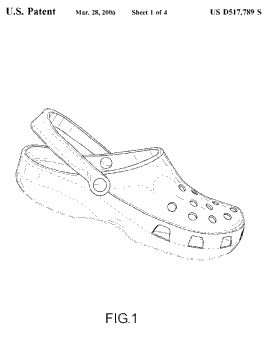 U.S. Patent Mar. 28, 2006 Sheet 1 of 4 US D517,789 S
FIG.1